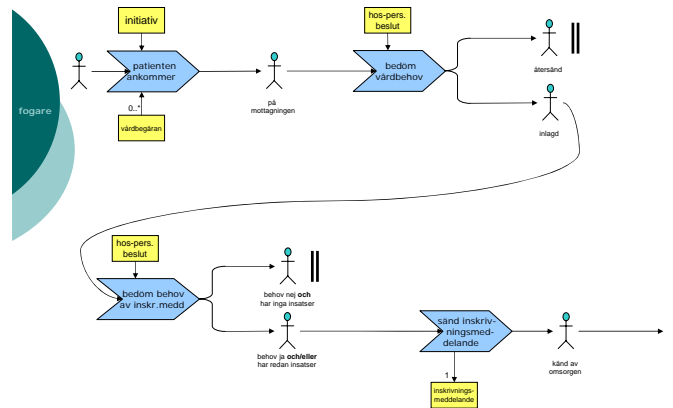 initiativ
patienten
ankommer
0..*
vårdbegäran
fogare
på
mottagningen
hos-pers.
beslut
bedöm
vårdbehov
återsänd
inlagd
hos-pers.
beslut
bedöm behov
av inskr.medd
behov nej och
har inga insatser
behov ja och/eller
har redan insatser
sänd inskriv-
ningsmed-
delande
1
inskrivnings-
meddelande
känd av
omsorgen